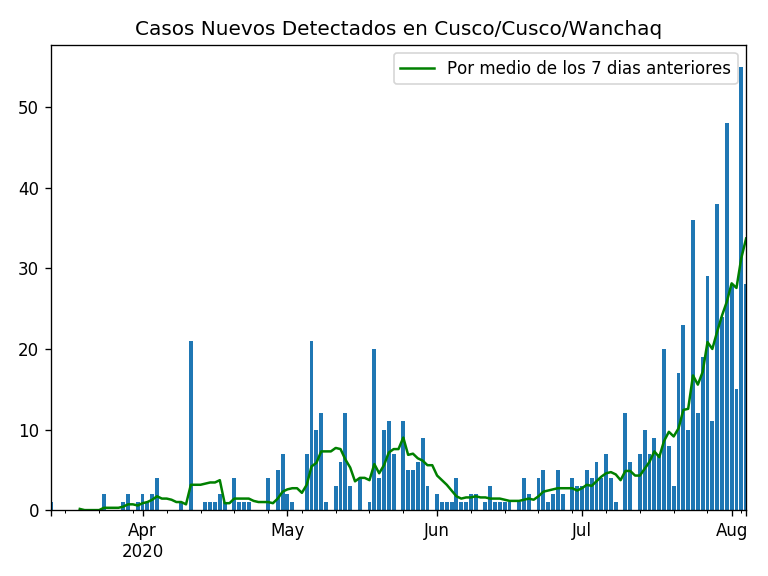 Casos Nuevos Detectados en Cusco/Cusco/Wanchaq
Por medio de los 7 dias anteriores
50
40
30
20
10
0
Apr
2020
May
Jun
Jul
Aug